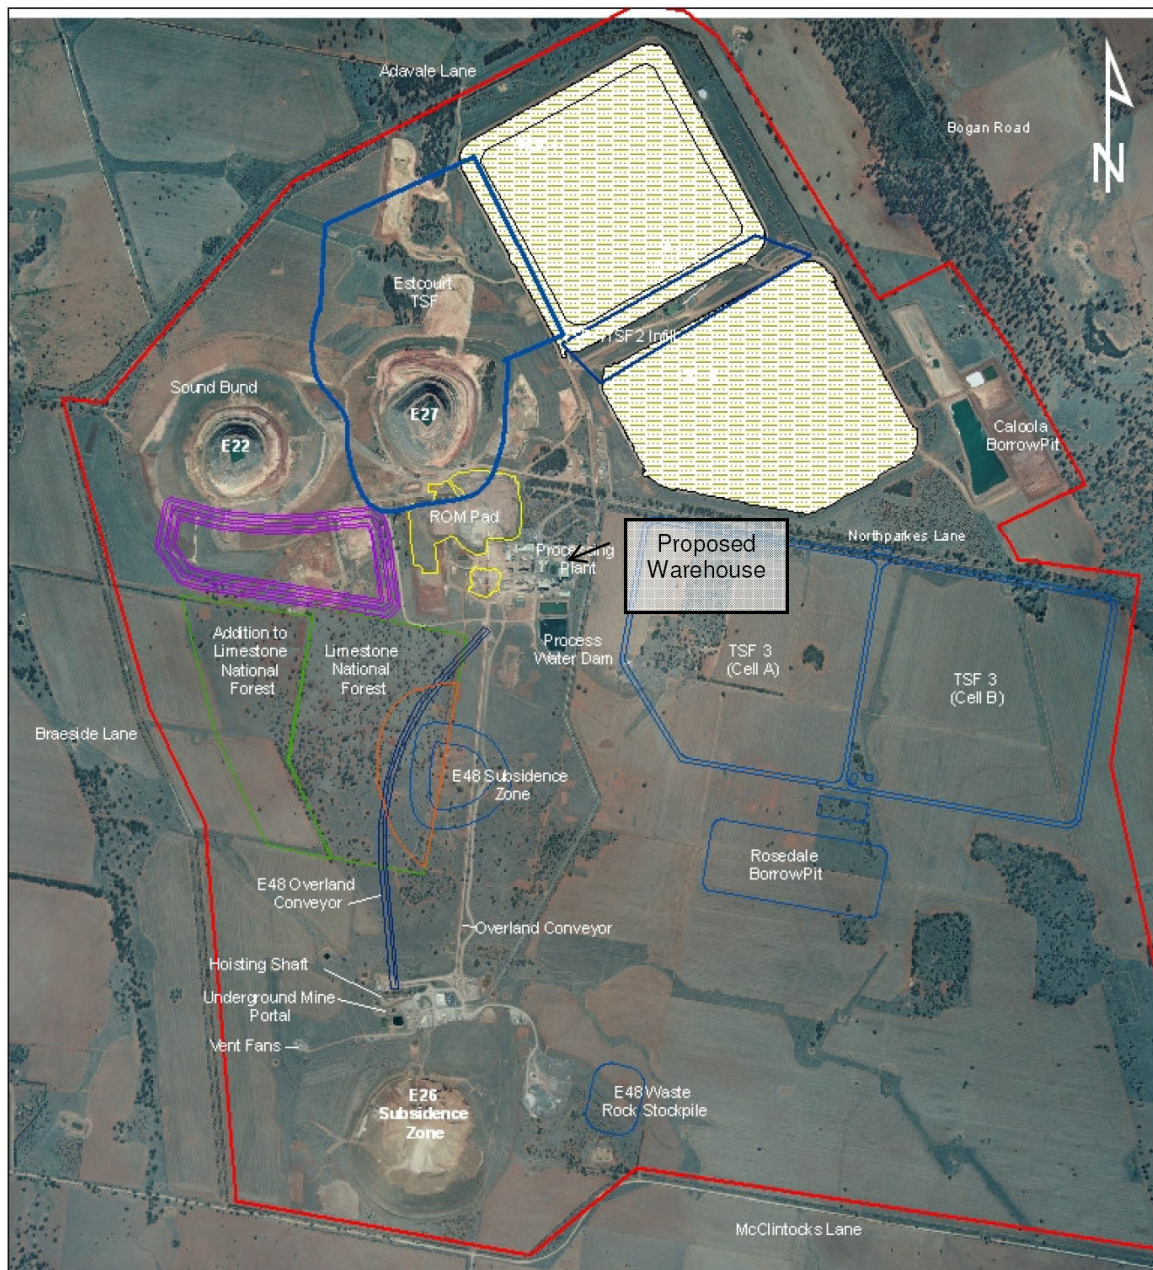 Adavale Lane
Bogan Road
N
Estcourt
TSF
TSF2 Infill
Sound Bund
E27
E22
Caloola
BorrowPit
ROM Pad
Northparkes Lane
Proposed
Warehouse
Processing
Plant
Process
Water Dam
Addition to
Limestone
National
Forest
Limestone
National
Forest
TSF 3
(Cell A)
TSF 3
(Cell B)
Braeside Lane
E48 Subsidence
Zone
Rosedale
BorrowPit
E48 Overland
Conveyor
Overland Conveyor
Hoisting Shaft
Underground Mine
Portal
Vent Fans
E26
Subsidence
Zone
E48 Waste
Rock Stockpile
McClintocks Lane